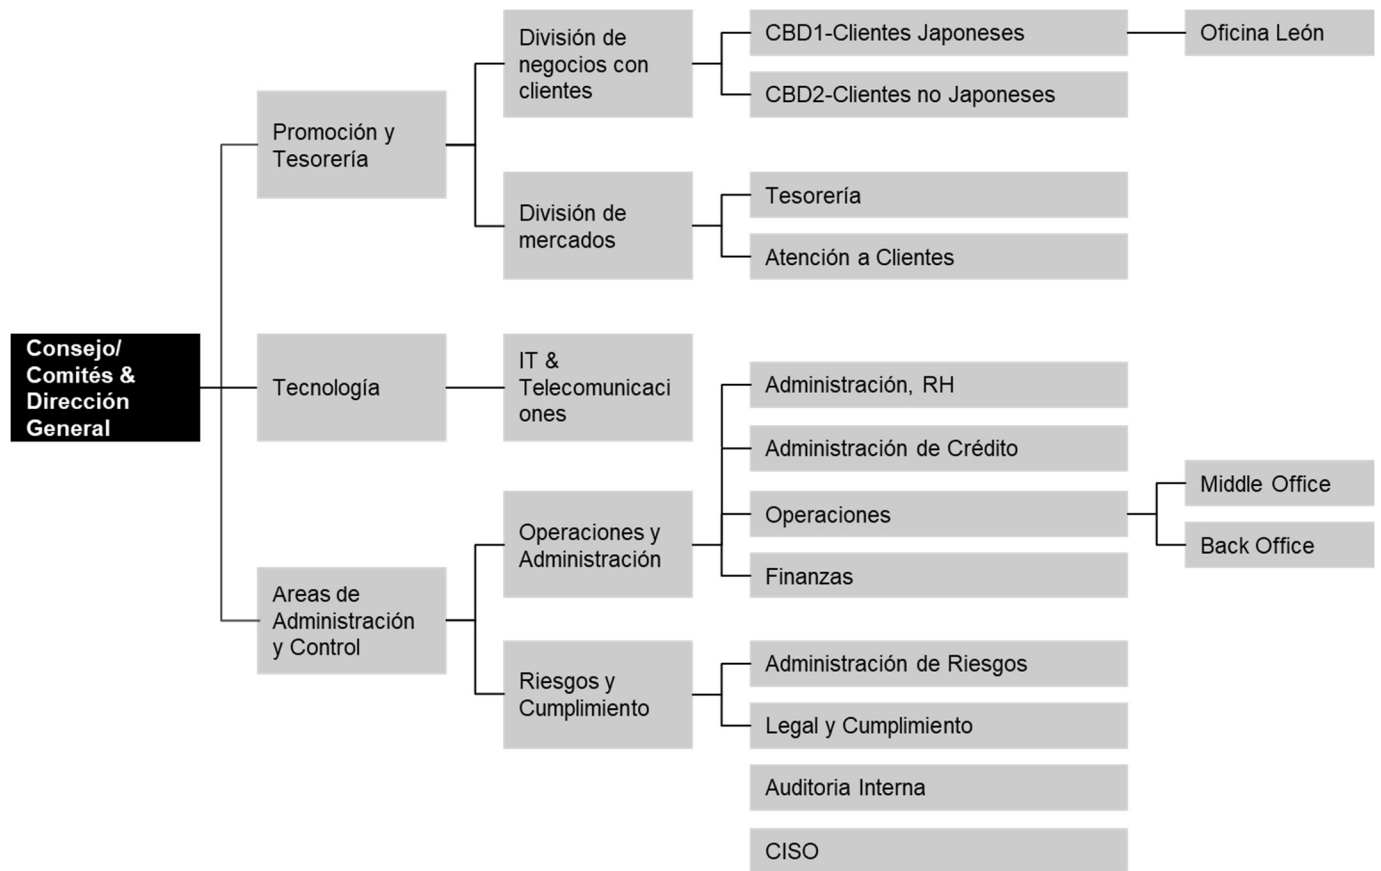 División de
negocios con
clientes
CBD1-Clientes Japoneses
Oficina León
CBD2-Clientes no Japoneses
Promoción y
Tesorería
División de
mercados
Tesorería
Atención a Clientes
Consejo/
Comités &
Dirección
General
Tecnología
IT &
Telecomunicaci
ones
Administración, RH
Administración de Crédito
Operaciones y
Administración
Operaciones
Middle Office
Back Office
Finanzas
Areas de
Administración
y Control
Riesgos y
Cumplimiento
Administración de Riesgos
Legal y Cumplimiento
Auditoria Interna
CISO